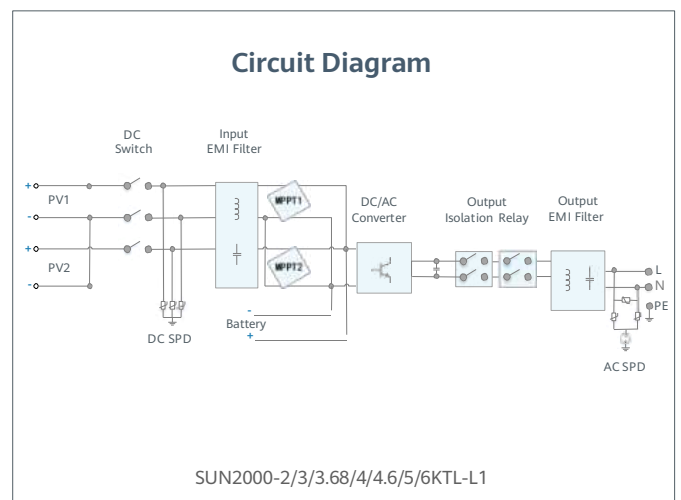 Circuit Diagram
DC
Switch
Input
EMI Filter
+
PV1
-
+
PV2
-
MPPT1
MPPT2
DC/AC
Converter
Output
Isolation Relay
Output
EMI Filter
L
N
PE
DC SPD
-
Battery
+
AC SPD
SUN2000-2/3/3.68/4/4.6/5/6KTL-L1